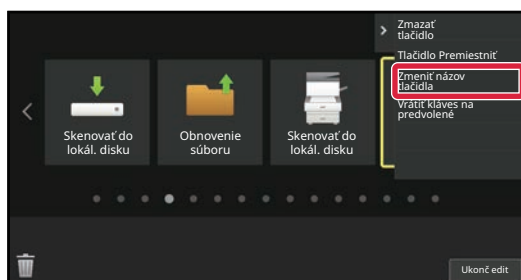 Zmazať
tlačidlo
Tlačidlo Premiestniť
Zmeniť názov
tlačidla
Vrátiť kláves na
predvolené
Skenovať do
lokál. disku
Obnovenie
súboru
Skenovať do
lokál. disku
Ukonč edit